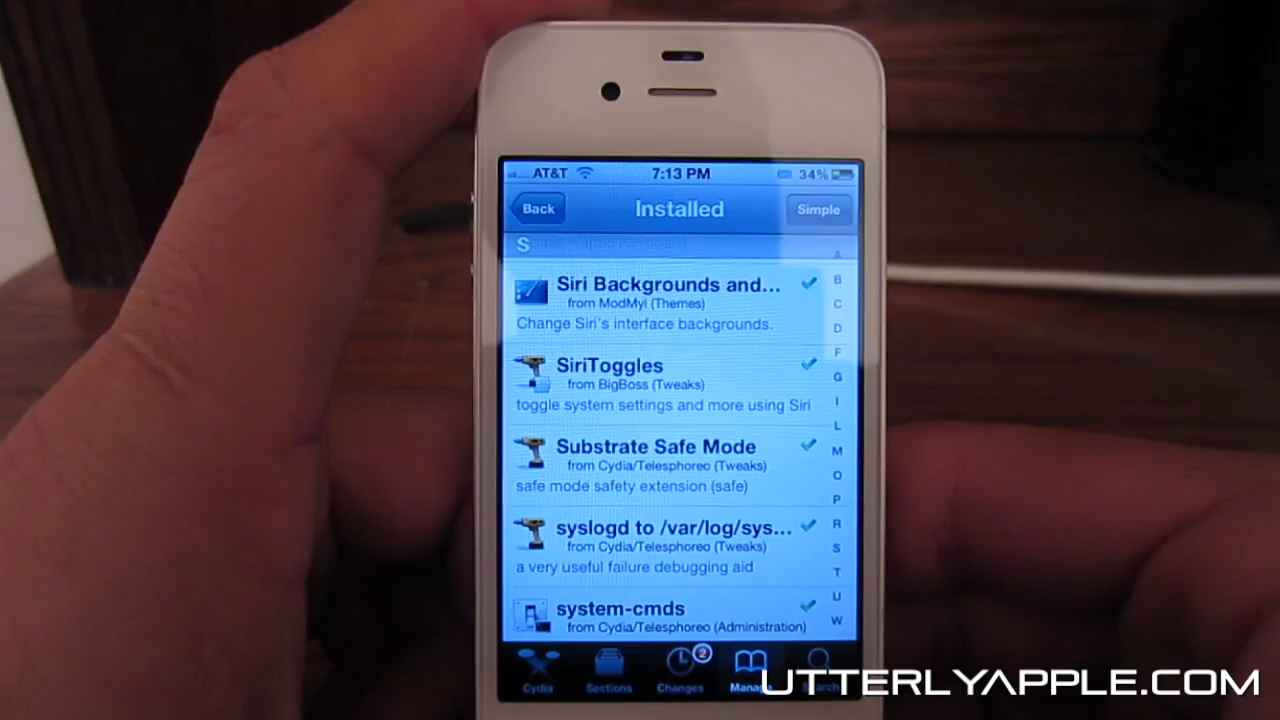 AT&T 7:13 PM 34%
Back Installed Simple
S
A
Siri Backgrounds and...
B
from ModMyi (Themes)
C
Change Siri's interface backgrounds.
D
F
SiriToggles
G
from BigBoss (Tweaks)
I
toggle system settings and more using Siri
L
Substrate Safe Mode
M
from Cydia/Telesphoreo (Tweaks)
O
safe mode safety extension (safe)
P
syslogd to /var/log/sys...
R
from Cydia/Telesphoreo (Tweaks)
S
a very useful failure debugging aid
T
U
system-cmds
W
from Cydia/Telesphoreo (Administration)
2
Cydia Sections Changes Manage Search
UTTERLYAPPLE.COM